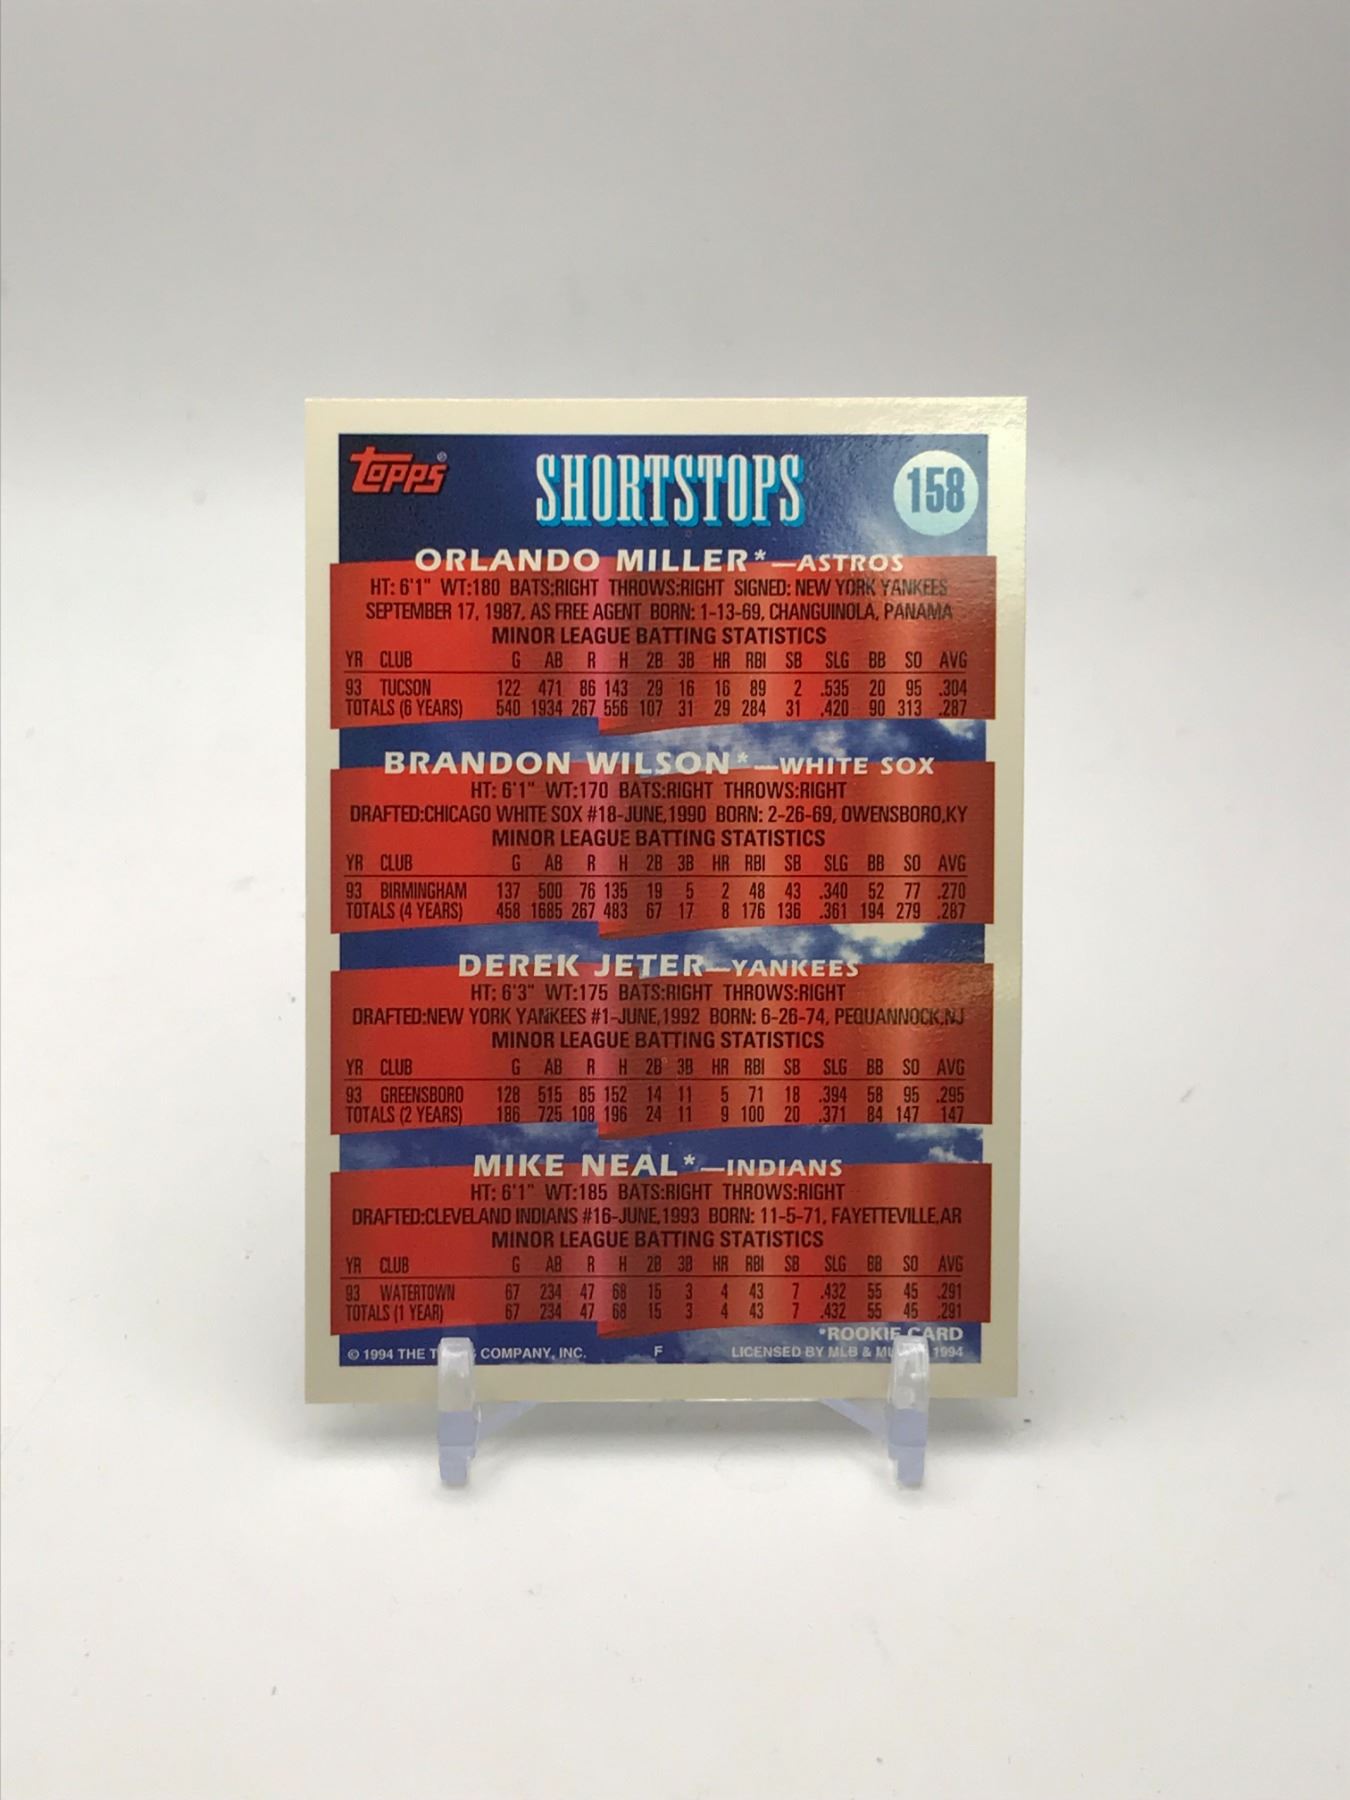 TOPPS®
SHORTSTOPS
158
ORLANDO MILLER*—ASTROS
HT: 6'1" WT:180 BATS:RIGHT THROWS:RIGHT SIGNED: NEW YORK YANKEES
SEPTEMBER 17, 1987, AS FREE AGENT BORN: 1-13-69, CHANGUINOLA, PANAMA
MINOR LEAGUE BATTING STATISTICS
YR CLUB G AB R H 2B 3B HR RBI SB SLG BB SO AVG
93 TUCSON 122 471 86 143 29 16 16 89 2 .535 20 95 .304
TOTALS (6 YEARS) 540 1934 267 556 107 31 29 284 31 .420 90 313 .287
BRANDON WILSON*—WHITE SOX
HT: 6'1" WT:170 BATS:RIGHT THROWS:RIGHT
DRAFTED:CHICAGO WHITE SOX #18-JUNE,1990 BORN: 2-26-69, OWENSBORO,KY
MINOR LEAGUE BATTING STATISTICS
YR CLUB G AB R H 2B 3B HR RBI SB SLG BB SO AVG
93 BIRMINGHAM 137 500 76 135 19 5 2 48 43 .340 52 77 .270
TOTALS (4 YEARS) 458 1685 267 483 67 17 8 176 136 .361 194 279 .287
DEREK JETER—YANKEES
HT: 6'3" WT:175 BATS:RIGHT THROWS:RIGHT
DRAFTED:NEW YORK YANKEES #1-JUNE,1992 BORN: 6-26-74, PEQUANNOCK,NJ
MINOR LEAGUE BATTING STATISTICS
YR CLUB G AB R H 2B 3B HR RBI SB SLG BB SO AVG
93 GREENSBORO 128 515 85 152 14 11 5 71 18 .394 58 95 .295
TOTALS (2 YEARS) 186 725 108 196 24 11 9 100 20 .371 84 147 .147
MIKE NEAL*—INDIANS
HT: 6'1" WT:185 BATS:RIGHT THROWS:RIGHT
DRAFTED:CLEVELAND INDIANS #16-JUNE,1993 BORN: 11-5-71, FAYETTEVILLE,AR
MINOR LEAGUE BATTING STATISTICS
YR CLUB G AB R H 2B 3B HR RBI SB SLG BB SO AVG
93 WATERTOWN 67 234 47 68 15 3 4 43 7 .432 55 45 .291
TOTALS (1 YEAR) 67 234 47 68 15 3 4 43 7 .432 55 45 .291
*ROOKIE CARD
© 1994 THE COMPANY, INC. F LICENSED BY MLB & 1994